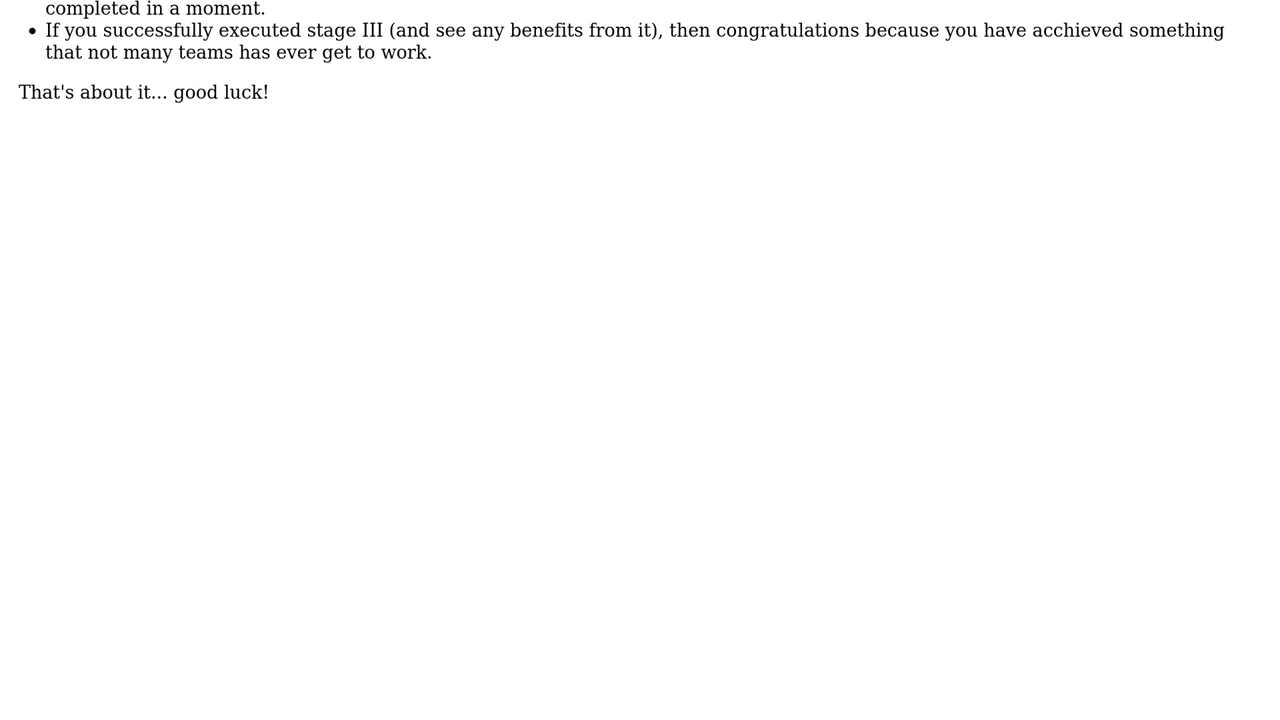 completed in a moment.
• If you successfully executed stage III (and see any benefits from it), then congratulations because you have acchieved something
that not many teams has ever get to work.
That's about it... good luck!